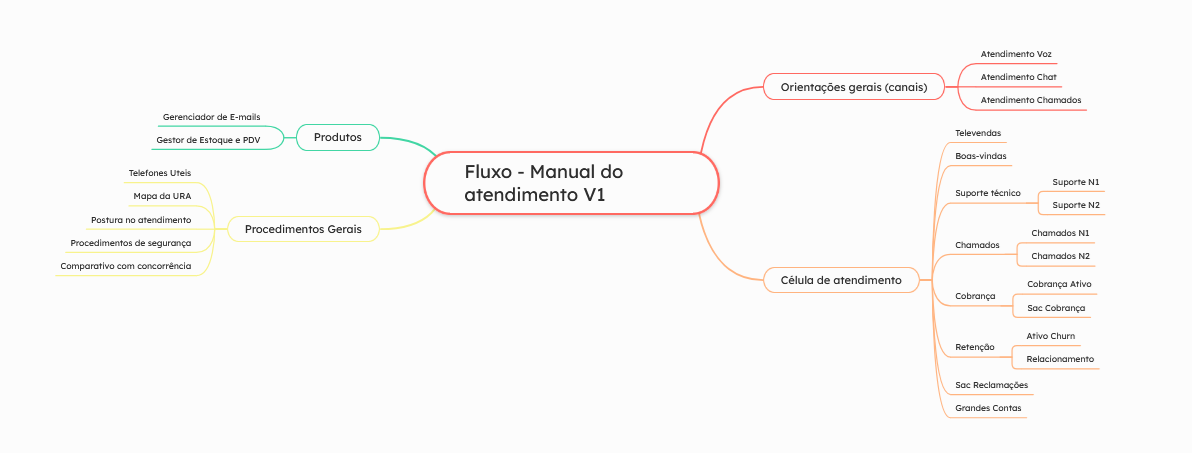 Fluxo - Manual do
atendimento V1
Orientações gerais (canais)
Atendimento Voz
Atendimento Chat
Atendimento Chamados
Célula de atendimento
Televendas
Boas-vindas
Suporte técnico
Suporte N1
Suporte N2
Chamados
Chamados N1
Chamados N2
Cobrança
Cobrança Ativo
Sac Cobrança
Retenção
Ativo Churn
Relacionamento
Sac Reclamações
Grandes Contas
Produtos
Gerenciador de E-mails
Gestor de Estoque e PDV
Procedimentos Gerais
Telefones Uteis
Mapa da URA
Postura no atendimento
Procedimentos de segurança
Comparativo com concorrência